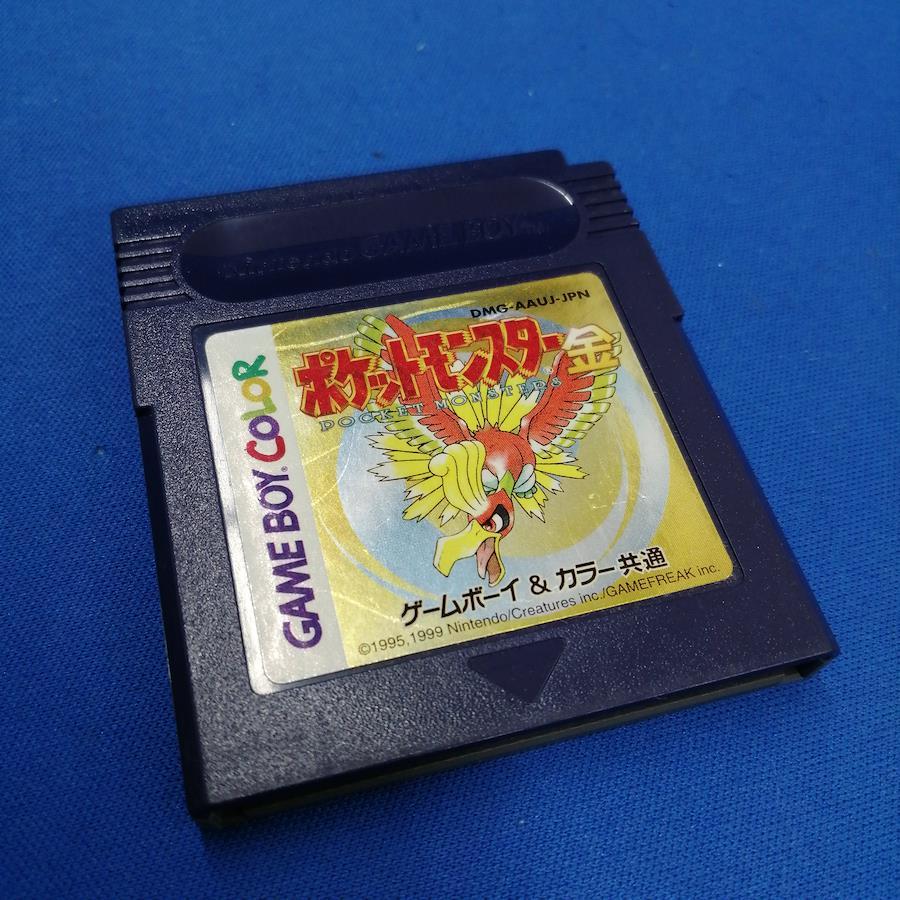 Nintendo GAME BOY
DMG-AAUJ-JPN
ポケットモンスター金
POCKET MONSTERS
GAME BOY COLOR
ゲームボーイ & カラー共通
©1995,1999 Nintendo/Creatures inc./GAMEFREAK inc.